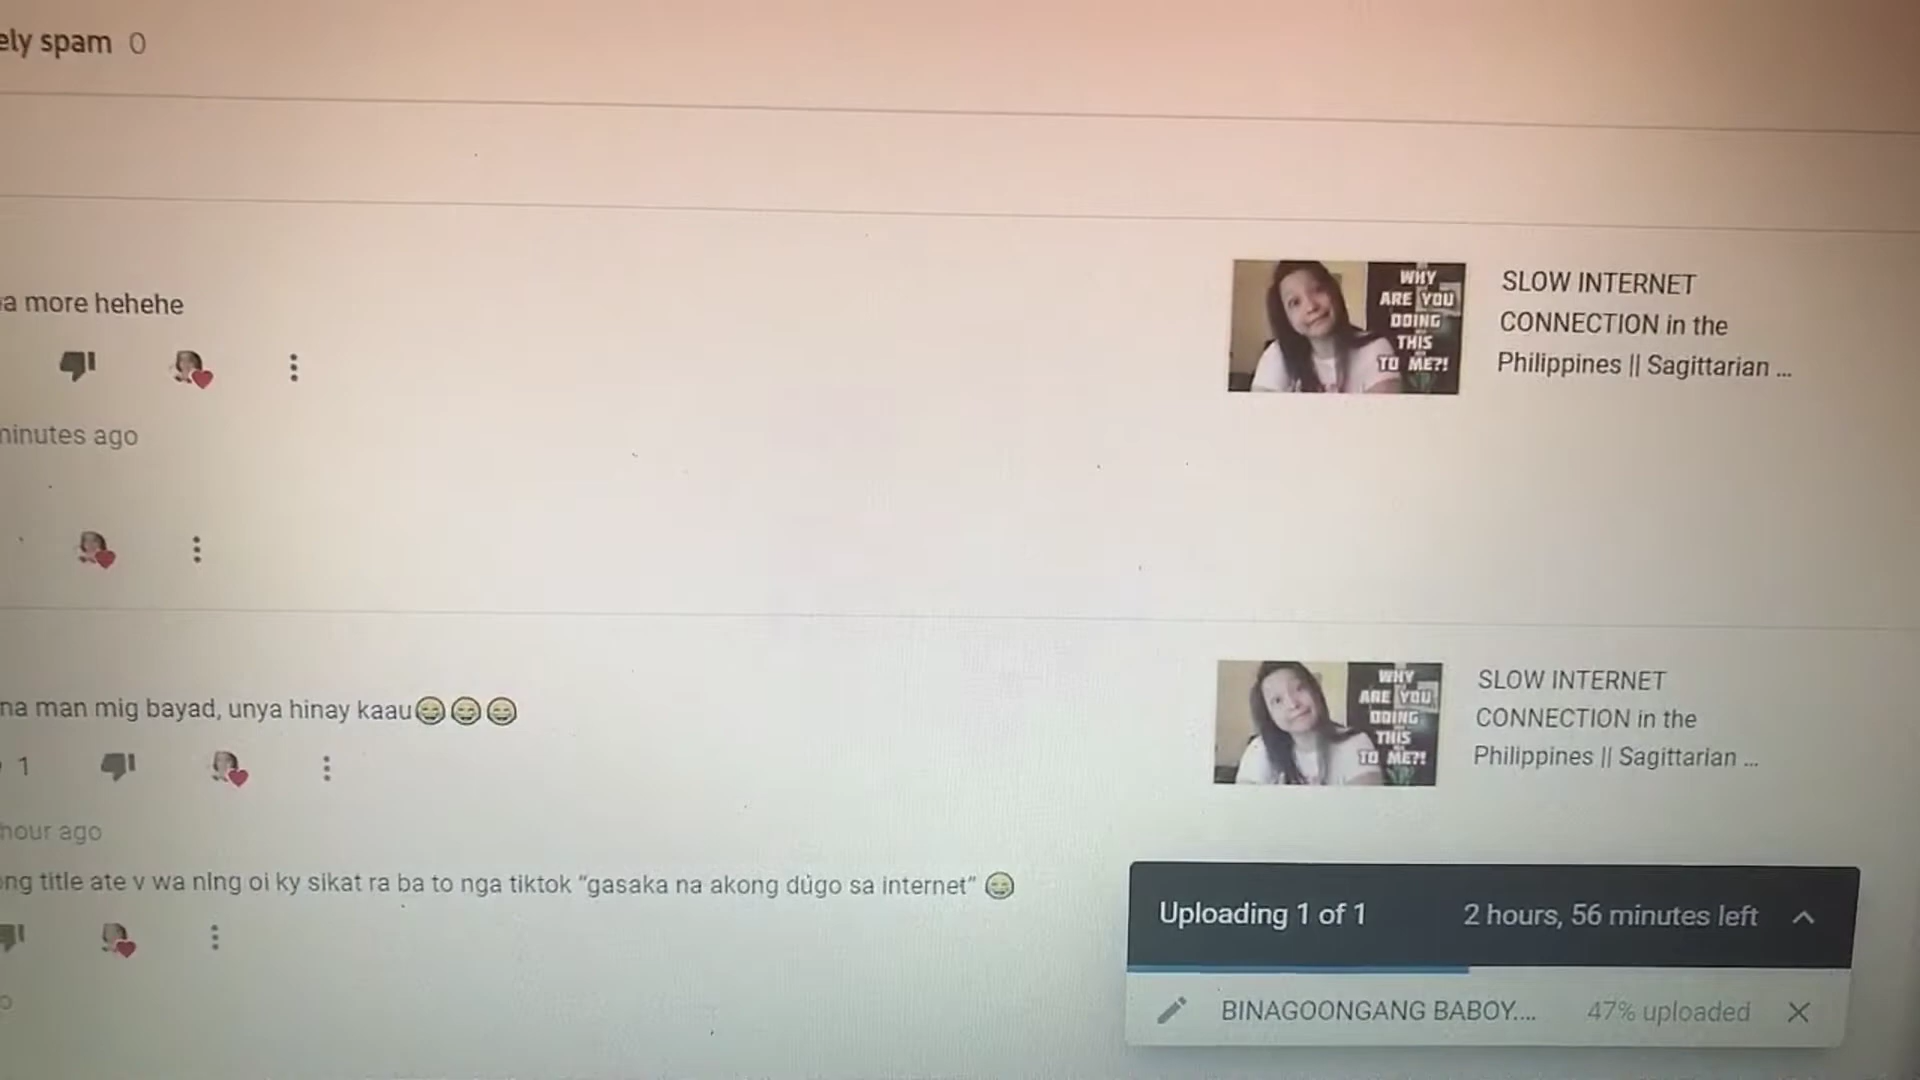 ely spam 0
a more hehehe
WHY
ARE YOU
DOING
THIS
TO ME?!
SLOW INTERNET
CONNECTION in the
Philippines || Sagittarian ...
minutes ago
na man mig bayad, unya hinay kaau😂😂😂
1
WHY
ARE YOU
DOING
THIS
TO ME?!
SLOW INTERNET
CONNECTION in the
Philippines || Sagittarian ...
hour ago
ong title ate v wa nlng oi ky sikat ra ba to nga tiktok “gasaka na akong dugo sa internet” 😂
Uploading 1 of 1 2 hours, 56 minutes left
BINAGOONGANG BABOY.... 47% uploaded